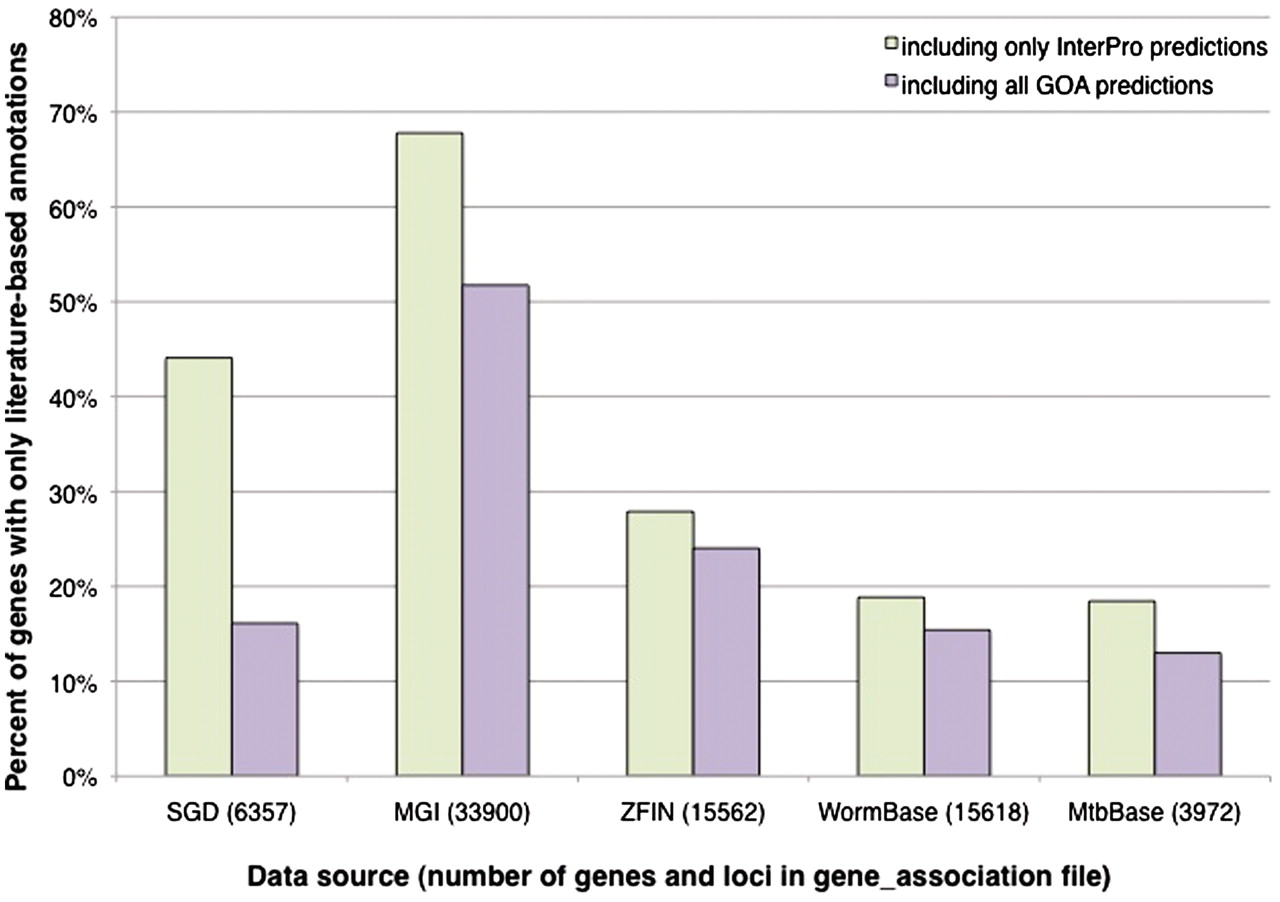 Percent of genes with only literature-based annotations
80%
70%
60%
50%
40%
30%
20%
10%
0%
including only InterPro predictions
including all GOA predictions
SGD (6357)
MGI (33900)
ZFIN (15562)
WormBase (15618)
MtbBase (3972)
Data source (number of genes and loci in gene_association file)